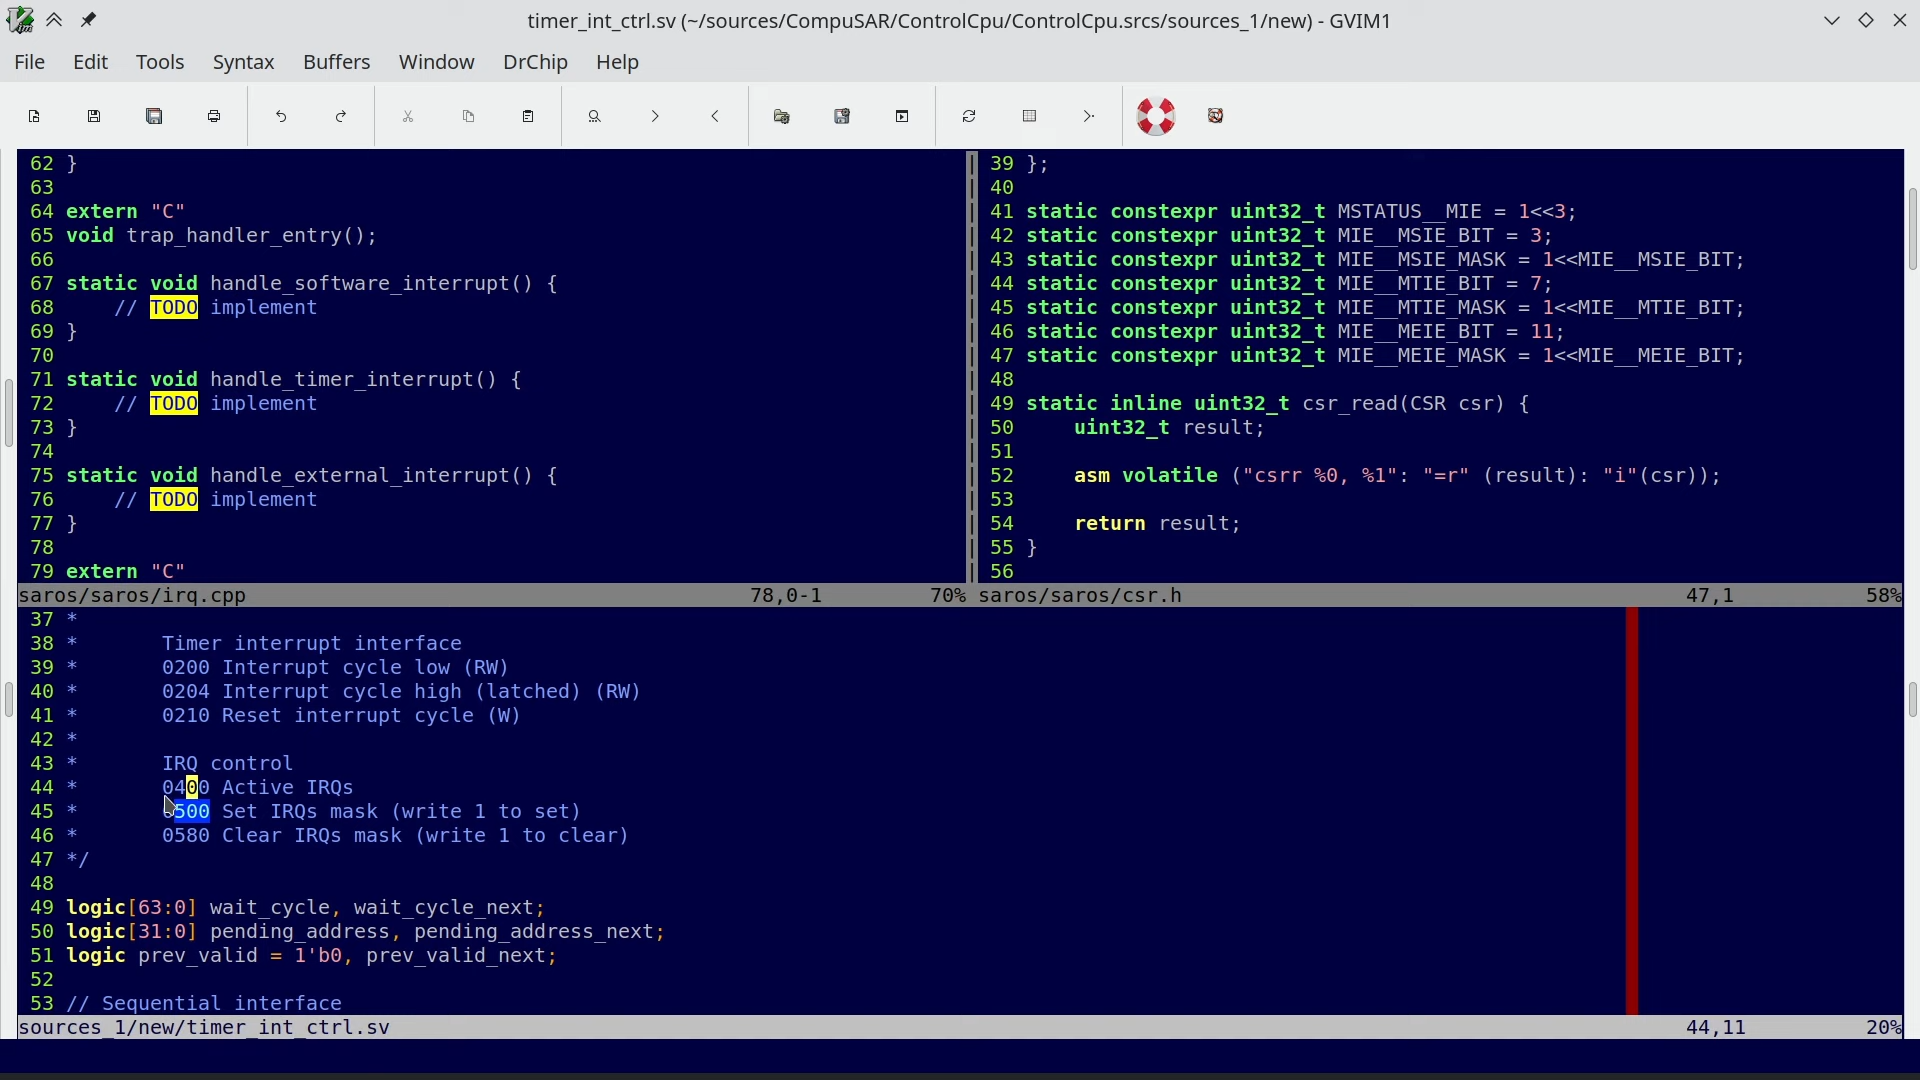 timer_int_ctrl.sv (~/sources/CompuSAR/ControlCpu/ControlCpu.srcs/sources_1/new) - GVIM1
File Edit Tools Syntax Buffers Window DrChip Help
62 }
63
64 extern "C"
65 void trap_handler_entry();
66
67 static void handle_software_interrupt() {
68     // TODO implement
69 }
70
71 static void handle_timer_interrupt() {
72     // TODO implement
73 }
74
75 static void handle_external_interrupt() {
76     // TODO implement
77 }
78
79 extern "C"
saros/saros/irq.cpp 78,0-1 70%
39 };
40
41 static constexpr uint32_t MSTATUS__MIE = 1<<3;
42 static constexpr uint32_t MIE__MSIE_BIT = 3;
43 static constexpr uint32_t MIE__MSIE_MASK = 1<<MIE__MSIE_BIT;
44 static constexpr uint32_t MIE__MTIE_BIT = 7;
45 static constexpr uint32_t MIE__MTIE_MASK = 1<<MIE__MTIE_BIT;
46 static constexpr uint32_t MIE__MEIE_BIT = 11;
47 static constexpr uint32_t MIE__MEIE_MASK = 1<<MIE__MEIE_BIT;
48
49 static inline uint32_t csr_read(CSR csr) {
50     uint32_t result;
51
52     asm volatile ("csrr %0, %1": "=r" (result): "i"(csr));
53
54     return result;
55 }
56
saros/saros/csr.h 47,1 58%
37 *
38 *       Timer interrupt interface
39 *       0200 Interrupt cycle low (RW)
40 *       0204 Interrupt cycle high (latched) (RW)
41 *       0210 Reset interrupt cycle (W)
42 *
43 *       IRQ control
44 *       0400 Active IRQs
45 *       0500 Set IRQs mask (write 1 to set)
46 *       0580 Clear IRQs mask (write 1 to clear)
47 */
48
49 logic[63:0] wait_cycle, wait_cycle_next;
50 logic[31:0] pending_address, pending_address_next;
51 logic prev_valid = 1'b0, prev_valid_next;
52
53 // Sequential interface
sources_1/new/timer_int_ctrl.sv 44,11 20%